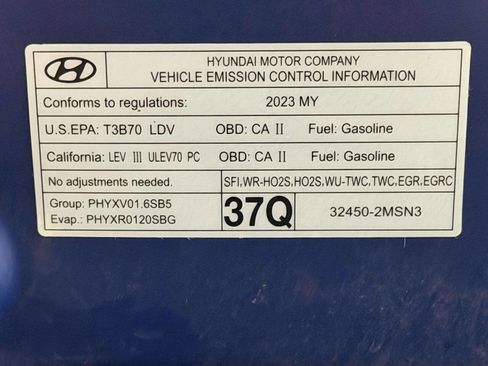 HYUNDAI MOTOR COMPANY
VEHICLE EMISSION CONTROL INFORMATION
Conforms to regulations: 2023 MY
U.S.EPA: T3B70 LDV OBD: CA II Fuel: Gasoline
California: LEV III ULEV70 PC OBD: CA II Fuel: Gasoline
No adjustments needed. SFI,WR-HO2S,HO2S,WU-TWC,TWC,EGR,EGRC
Group: PHYXV01.6SB5
Evap.: PHYXR0120SBG
37Q
32450-2MSN3